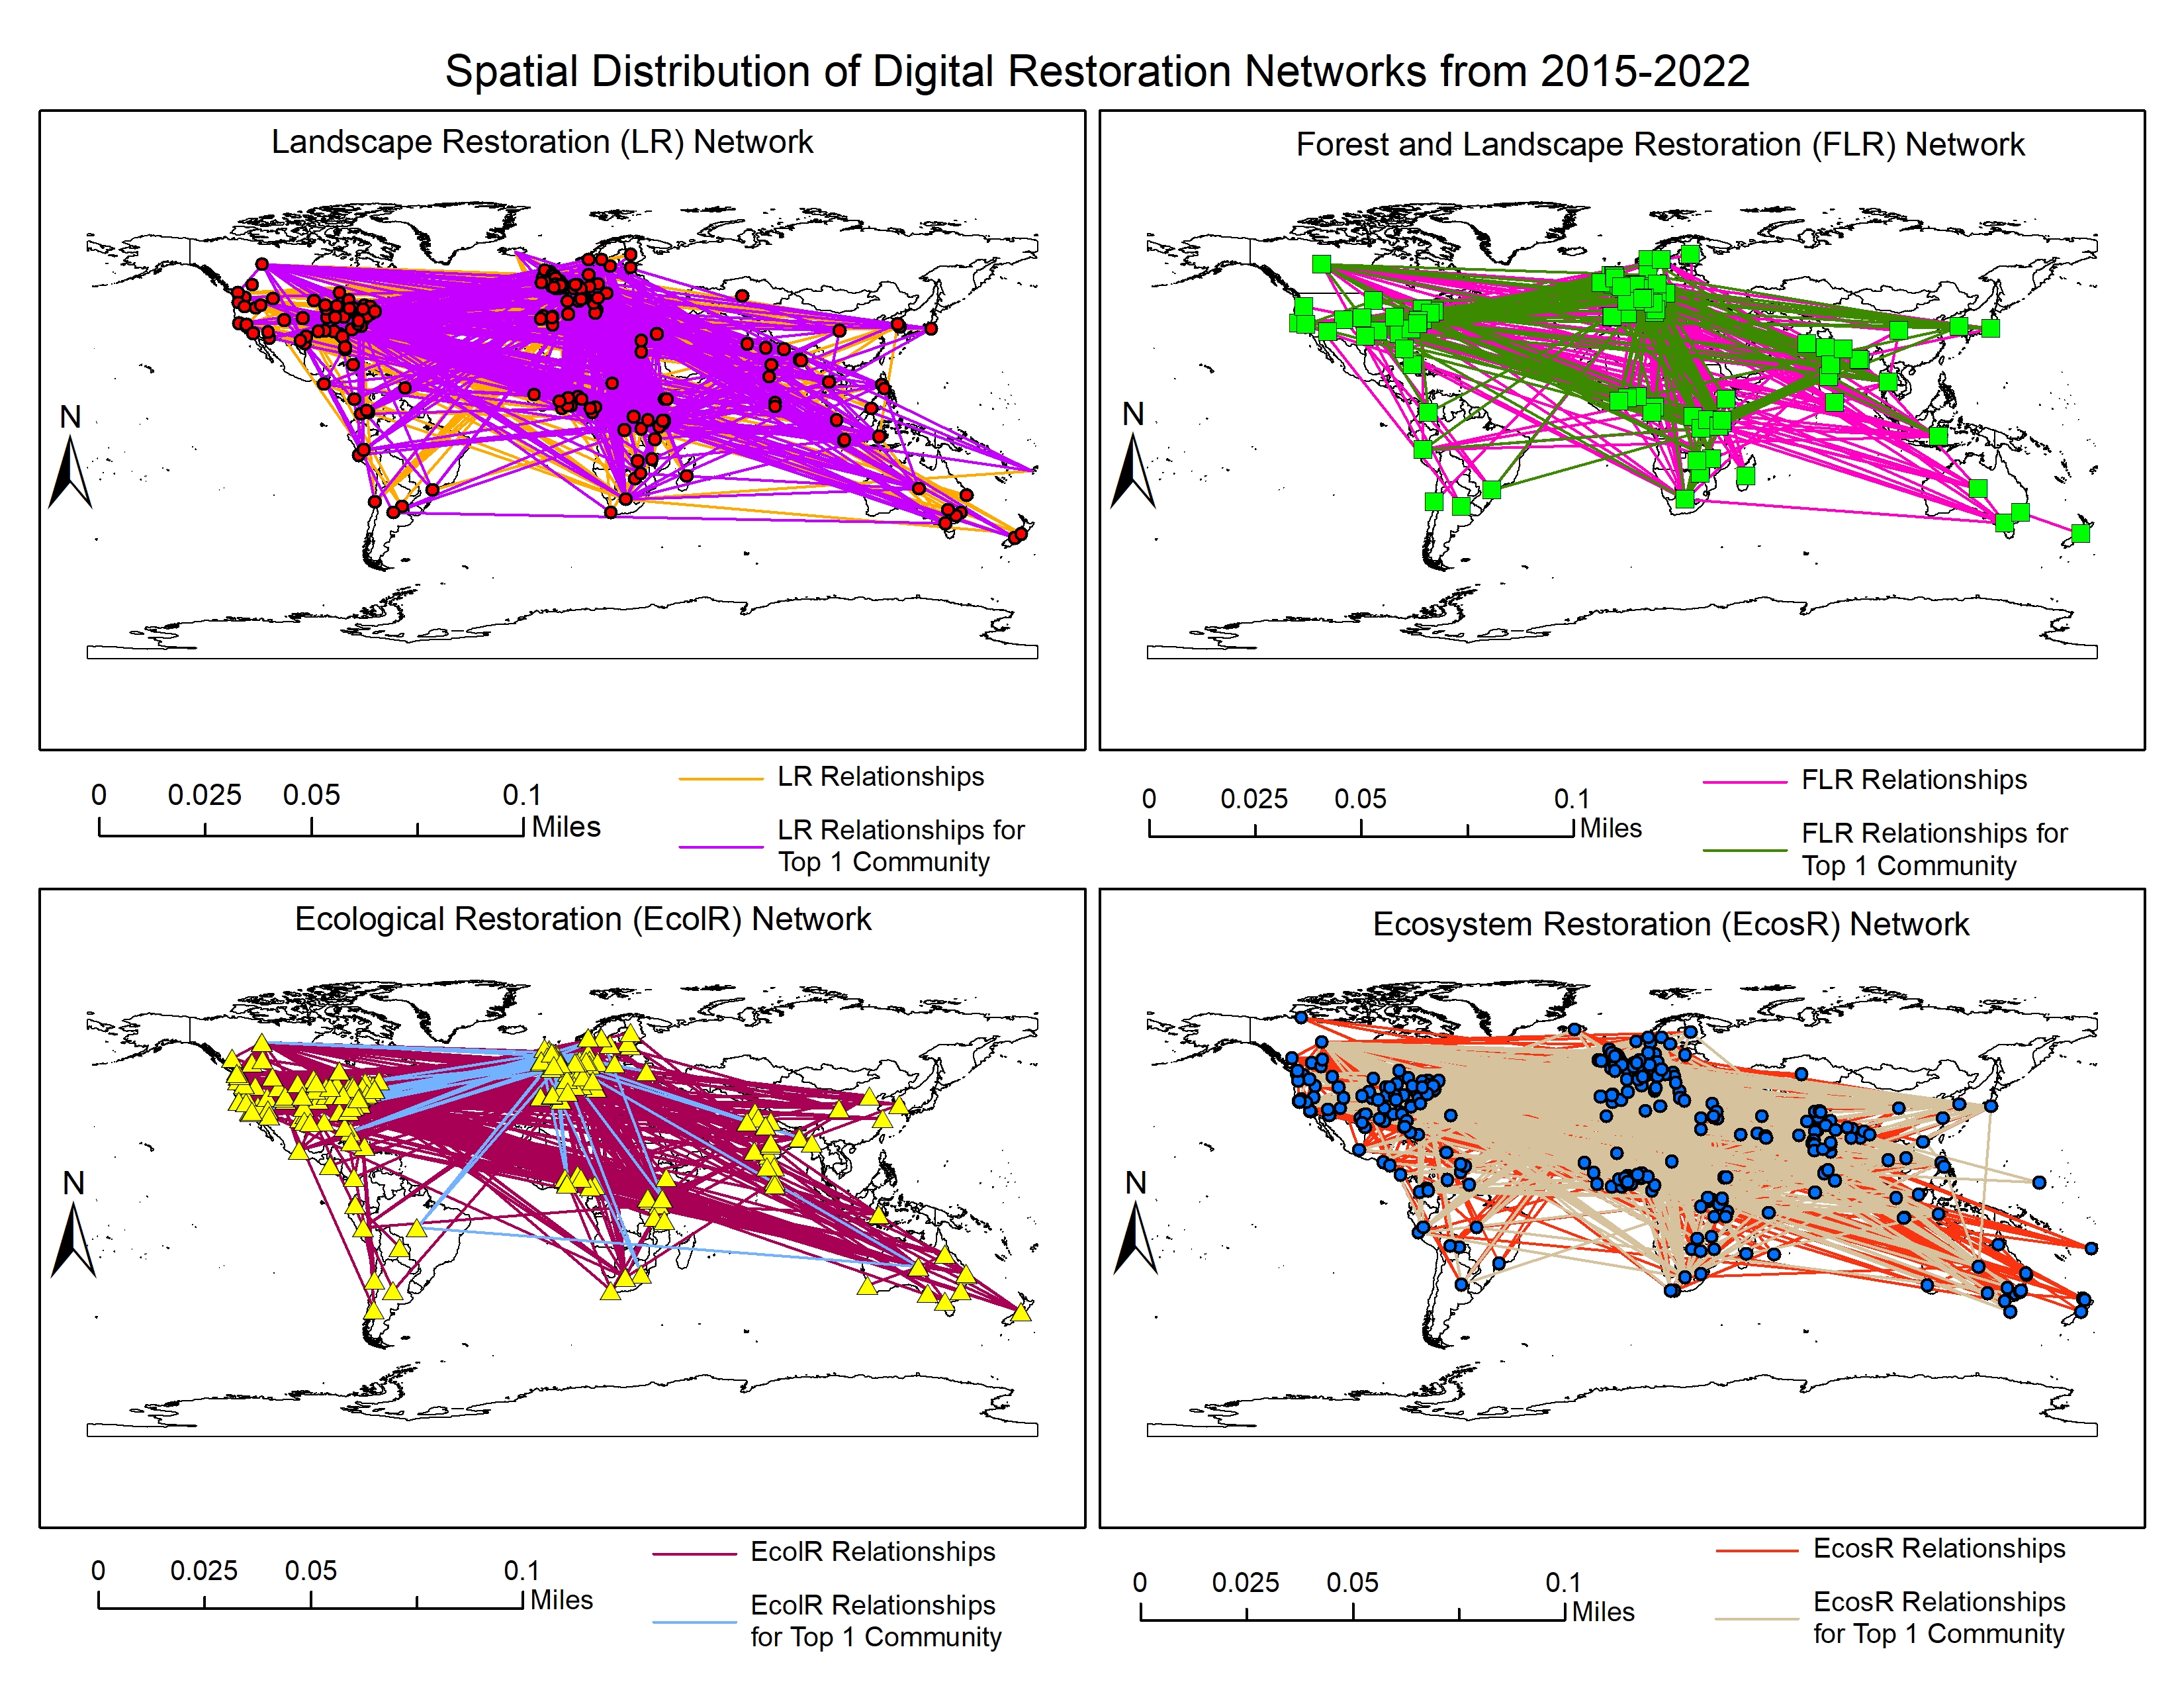 Spatial Distribution of Digital Restoration Networks from 2015-2022
Landscape Restoration (LR) Network
N
0 0.025 0.05 0.1 Miles
LR Relationships
LR Relationships for
Top 1 Community
Forest and Landscape Restoration (FLR) Network
N
0 0.025 0.05 0.1 Miles
FLR Relationships
FLR Relationships for
Top 1 Community
Ecological Restoration (EcolR) Network
N
0 0.025 0.05 0.1 Miles
EcolR Relationships
EcolR Relationships
for Top 1 Community
Ecosystem Restoration (EcosR) Network
N
0 0.025 0.05 0.1 Miles
EcosR Relationships
EcosR Relationships
for Top 1 Community